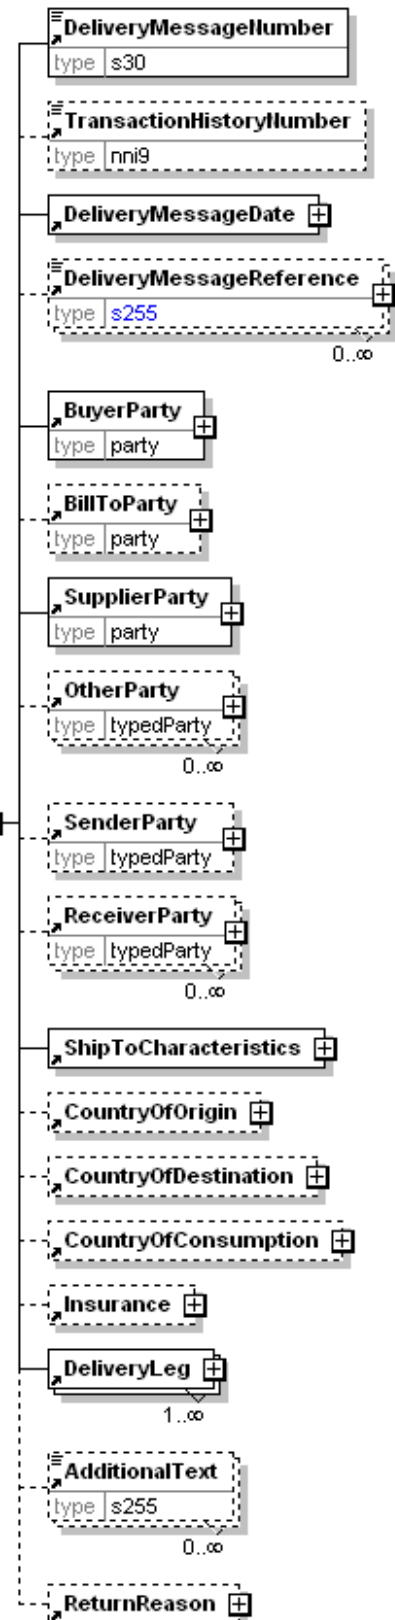 DeliveryMessageNumber
type s30
TransactionHistoryNumber
type nni9
DeliveryMessageDate
DeliveryMessageReference
type s255
0..∞
BuyerParty
type party
BillToParty
type party
SupplierParty
type party
OtherParty
type typedParty
0..∞
SenderParty
type typedParty
ReceiverParty
type typedParty
0..∞
ShipToCharacteristics
CountryOfOrigin
CountryOfDestination
CountryOfConsumption
Insurance
DeliveryLeg
1..∞
AdditionalText
type s255
0..∞
ReturnReason